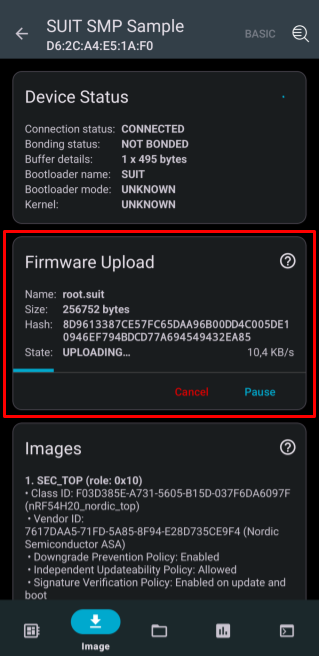 SUIT SMP Sample
D6:2C:A4:E5:1A:F0
BASIC
Device Status
Connection status: CONNECTED
Bonding status: NOT BONDED
Buffer details: 1 x 495 bytes
Bootloader name: SUIT
Bootloader mode: UNKNOWN
Kernel: UNKNOWN
Firmware Upload
Name: root.suit
Size: 256752 bytes
Hash: 8D9613387CE57FC65DAA96B00DD4C005DE1
0946EF794BDCD77A694549432EA85
State: UPLOADING... 10,4 KB/s
Cancel Pause
Images
1. SEC_TOP (role: 0x10)
• Class ID: F03D385E-A731-5605-B15D-037F6DA6097F
(nRF54H20_nordic_top)
• Vendor ID:
7617DAA5-71FD-5A85-8F94-E28D735CE9F4 (Nordic
Semiconductor ASA)
• Downgrade Prevention Policy: Enabled
• Independent Updateability Policy: Allowed
• Signature Verification Policy: Enabled on update and
boot
Image